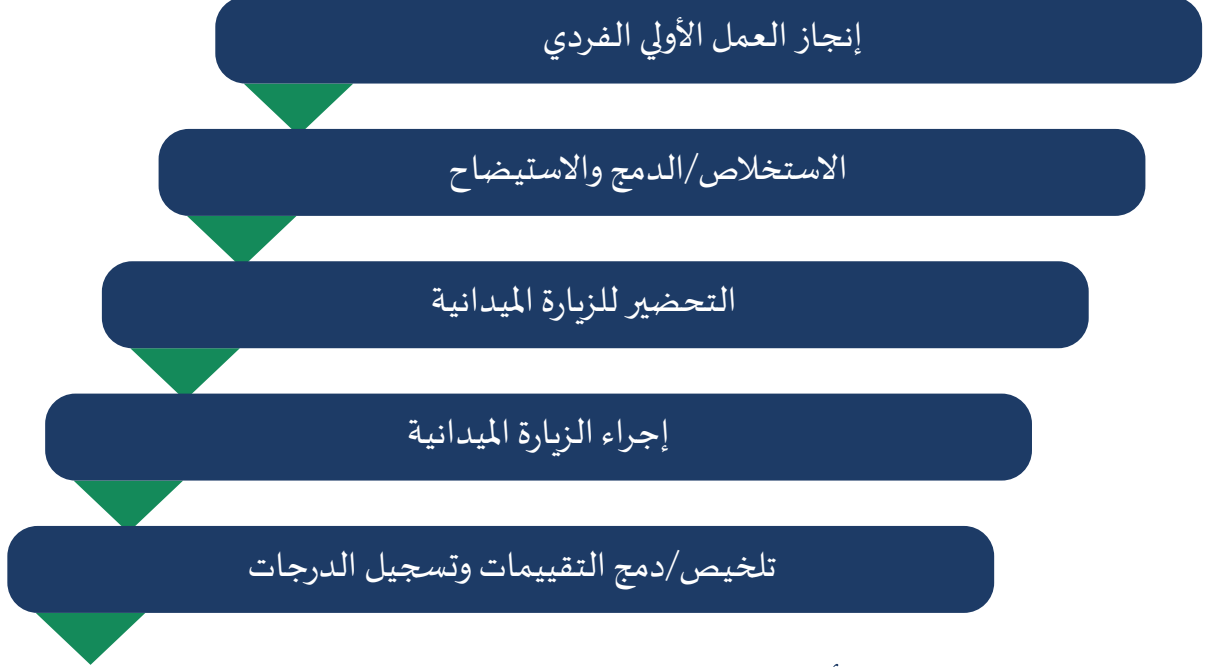 إنجاز العمل الأولي الفردي
الاستخلاص/الدمج والاستيضاح
التحضير للزيارة الميدانية
إجراء الزيارة الميدانية
تلخيص/دمج التقييمات وتسجيل الدرجات